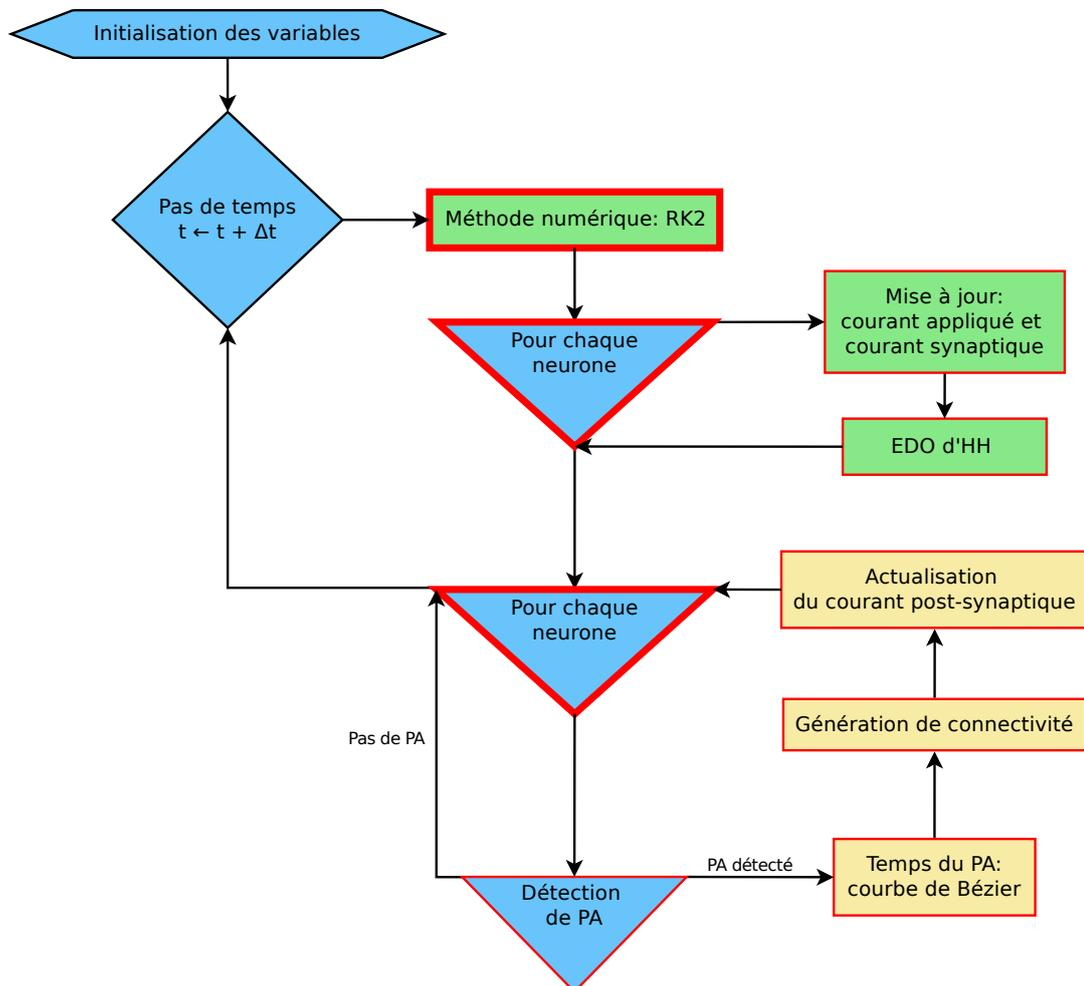 Initialisation des variables
Pas de temps
t ← t + Δt
Méthode numérique: RK2
Pour chaque
neurone
Mise à jour:
courant appliqué et
courant synaptique
EDO d'HH
Pour chaque
neurone
Actualisation
du courant post-synaptique
Génération de connectivité
Pas de PA
PA détecté
Temps du PA:
courbe de Bézier
Détection
de PA